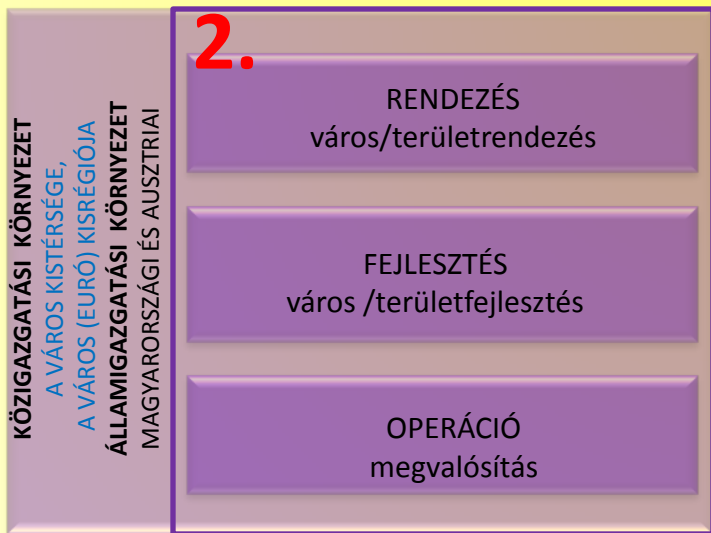 KÖZIGAZGATÁSI KÖRNYEZET
A VÁROS KISTÉRSÉGE,
A VÁROS (EURÓ) KISRÉGIÓJA
ÁLLAMIGAZGATÁSI KÖRNYEZET
MAGYARORSZÁGI ÉS AUSZTRIAI
2.
RENDEZÉS
város/területrendezés
FEJLESZTÉS
város /területfejlesztés
OPERÁCIÓ
megvalósítás